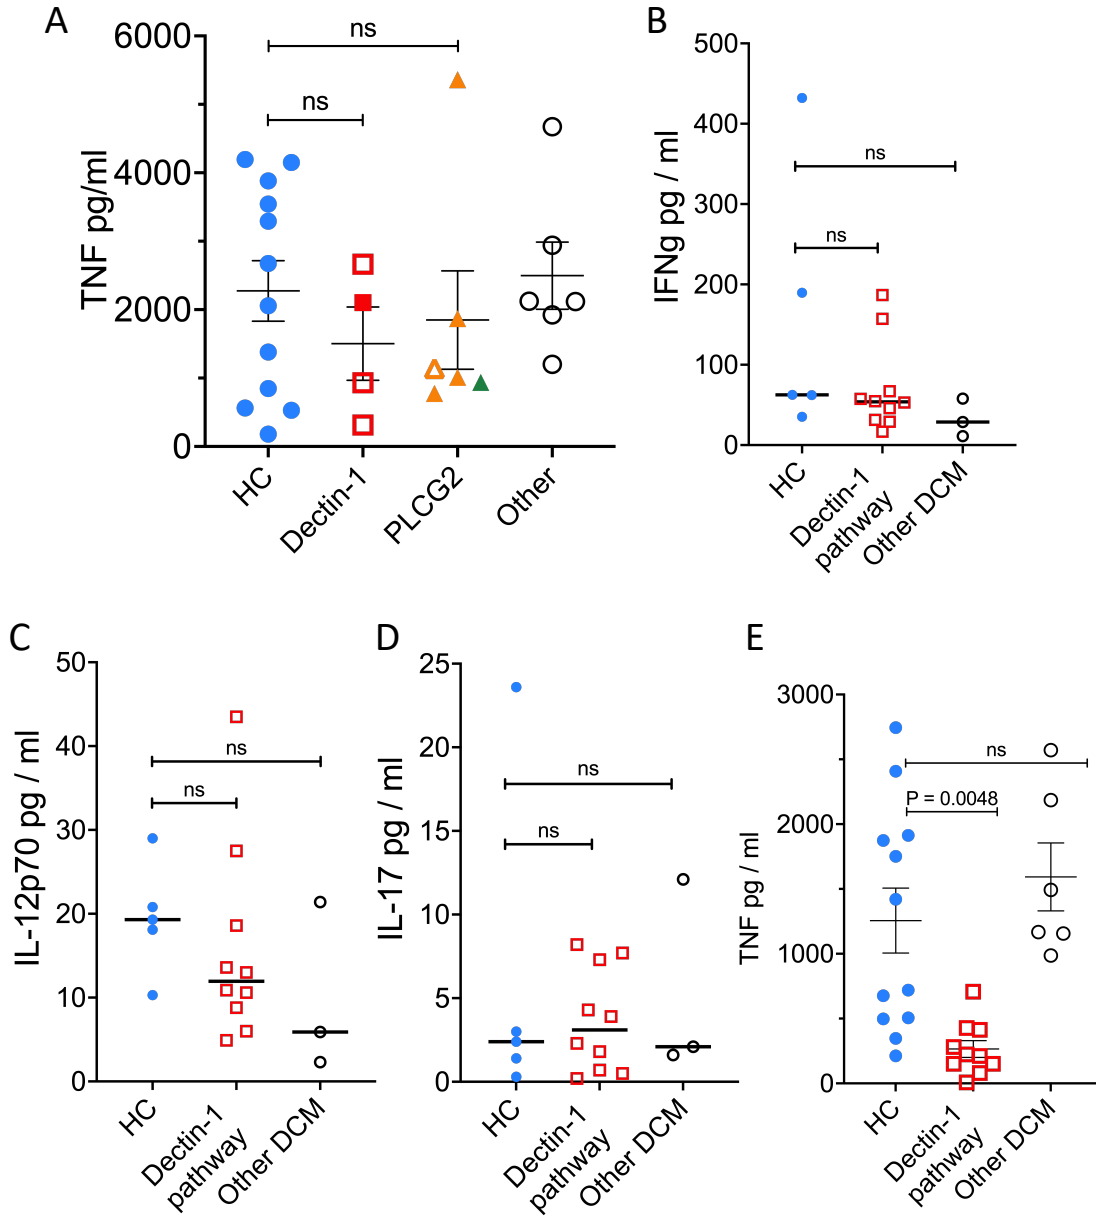 A
TNF pg/ml
6000
4000
2000
0
ns
ns
HC
Dectin-1
PLCG2
Other
B
IFNg pg / ml
500
400
300
200
100
0
ns
ns
HC
Dectin-1
pathway
Other DCM
C
IL-12p70 pg / ml
50
40
30
20
10
0
ns
ns
HC
Dectin-1
pathway
Other DCM
D
IL-17 pg / ml
25
20
15
10
5
0
ns
ns
HC
Dectin-1
pathway
Other DCM
E
TNF pg / ml
3000
2000
1000
0
ns
P = 0.0048
HC
Dectin-1
pathway
Other DCM